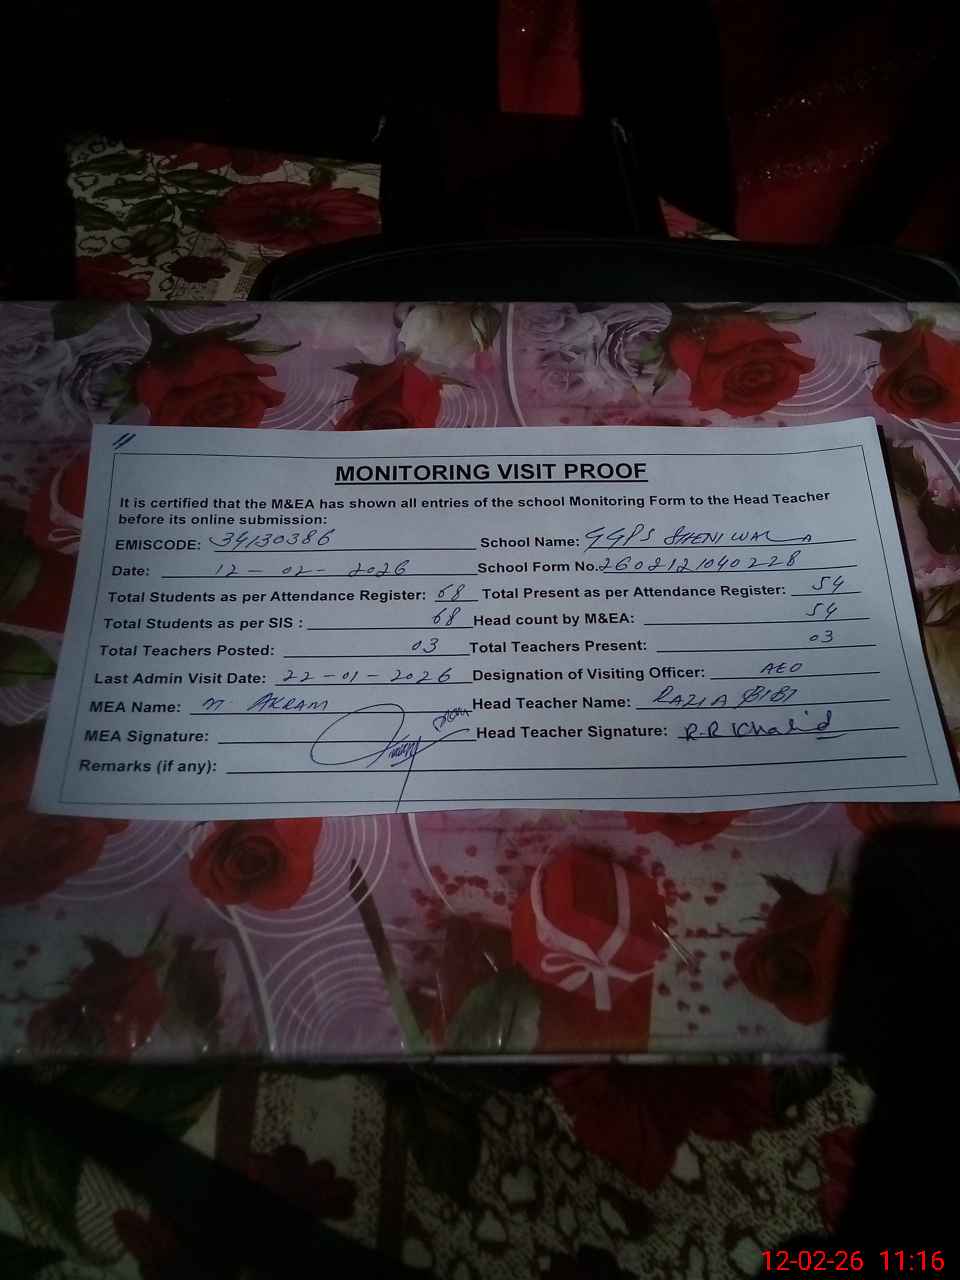 MONITORING VISIT PROOF
It is certified that the M&EA has shown all entries of the school Monitoring Form to the Head Teacher
before its online submission:
EMISCODE: 34130386 School Name: GGPS SHENIWALA
Date: 12-02-2026 School Form No. 2602121040228
Total Students as per Attendance Register: 68 Total Present as per Attendance Register: 54
Total Students as per SIS : 68 Head count by M&EA: 54
Total Teachers Posted: 03 Total Teachers Present: 03
Last Admin Visit Date: 22-01-2026 Designation of Visiting Officer: AEO
MEA Name: M. AKRAM Head Teacher Name: RAZIA BIBI
MEA Signature: Head Teacher Signature: R.R Khalid
Remarks (if any):
12-02-26 11:16